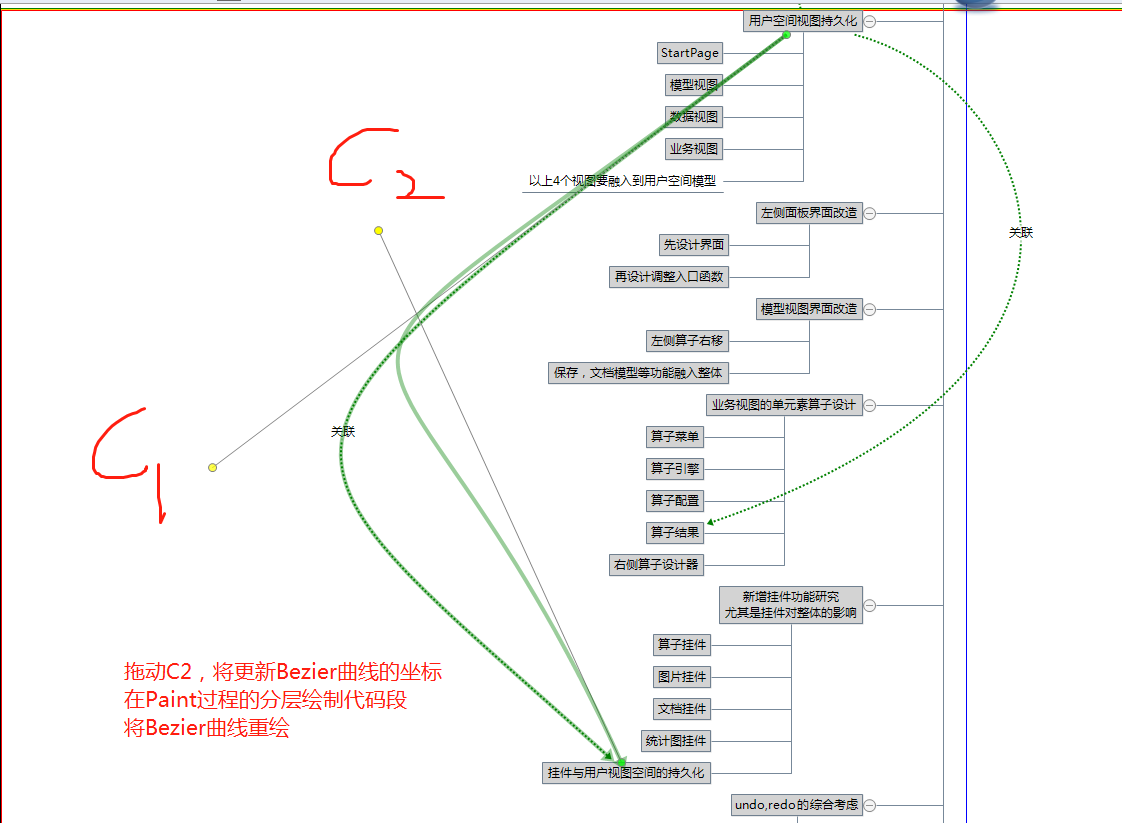 用户空间视图持久化
StartPage
模型视图
数据视图
业务视图
以上4个视图要融入到用户空间模型
C2
左侧面板界面改造
关联
先设计界面
再设计调整入口函数
模型视图界面改造
左侧算子右移
保存，文档模型等功能融入整体
业务视图的单元素算子设计
关联
C1
算子菜单
算子引擎
算子配置
算子结果
右侧算子设计器
新增挂件功能研究
尤其是挂件对整体的影响
算子挂件
图片挂件
文档挂件
统计图挂件
挂件与用户视图空间的持久化
拖动C2，将更新Bezier曲线的坐标
在Paint过程的分层绘制代码段
将Bezier曲线重绘
undo,redo的综合考虑